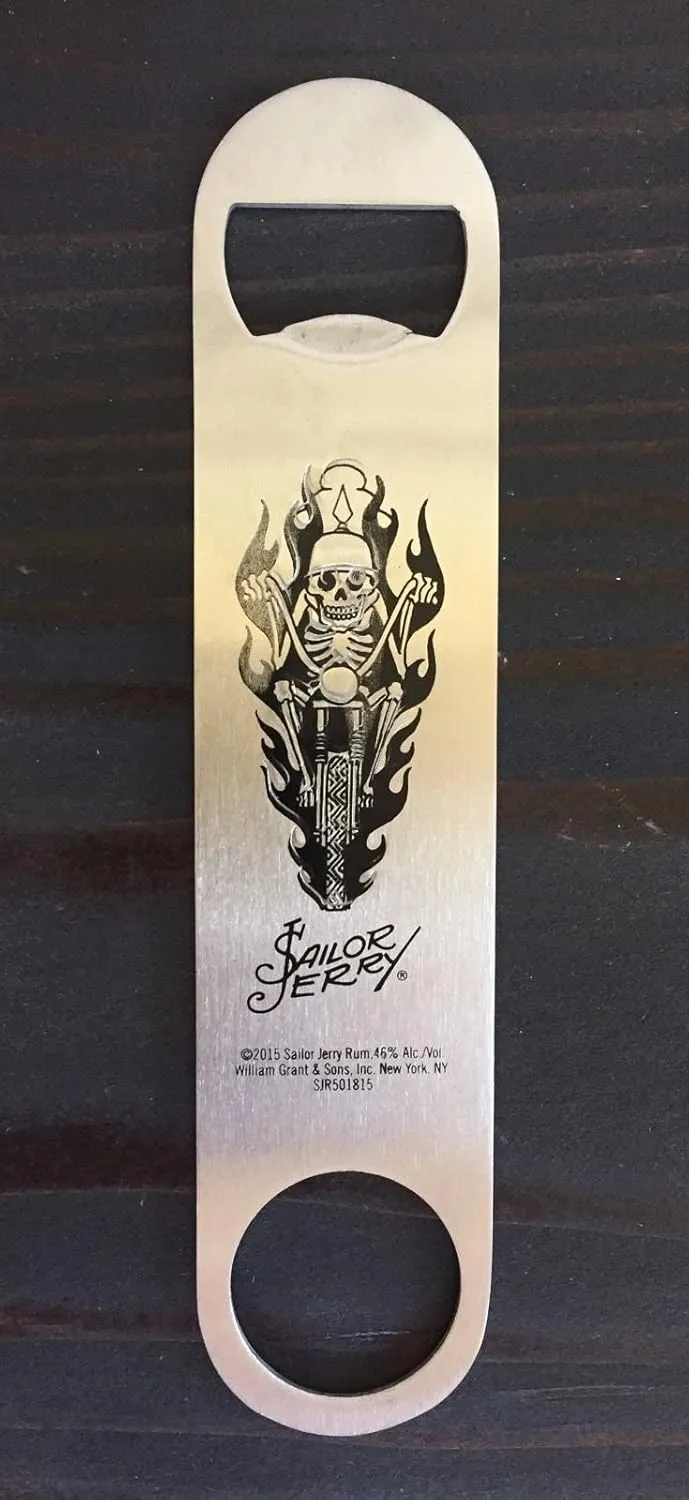 SAILOR
JERRY®
©2015 Sailor Jerry Rum.46% Alc./Vol.
William Grant & Sons, Inc. New York. NY
SJR501815